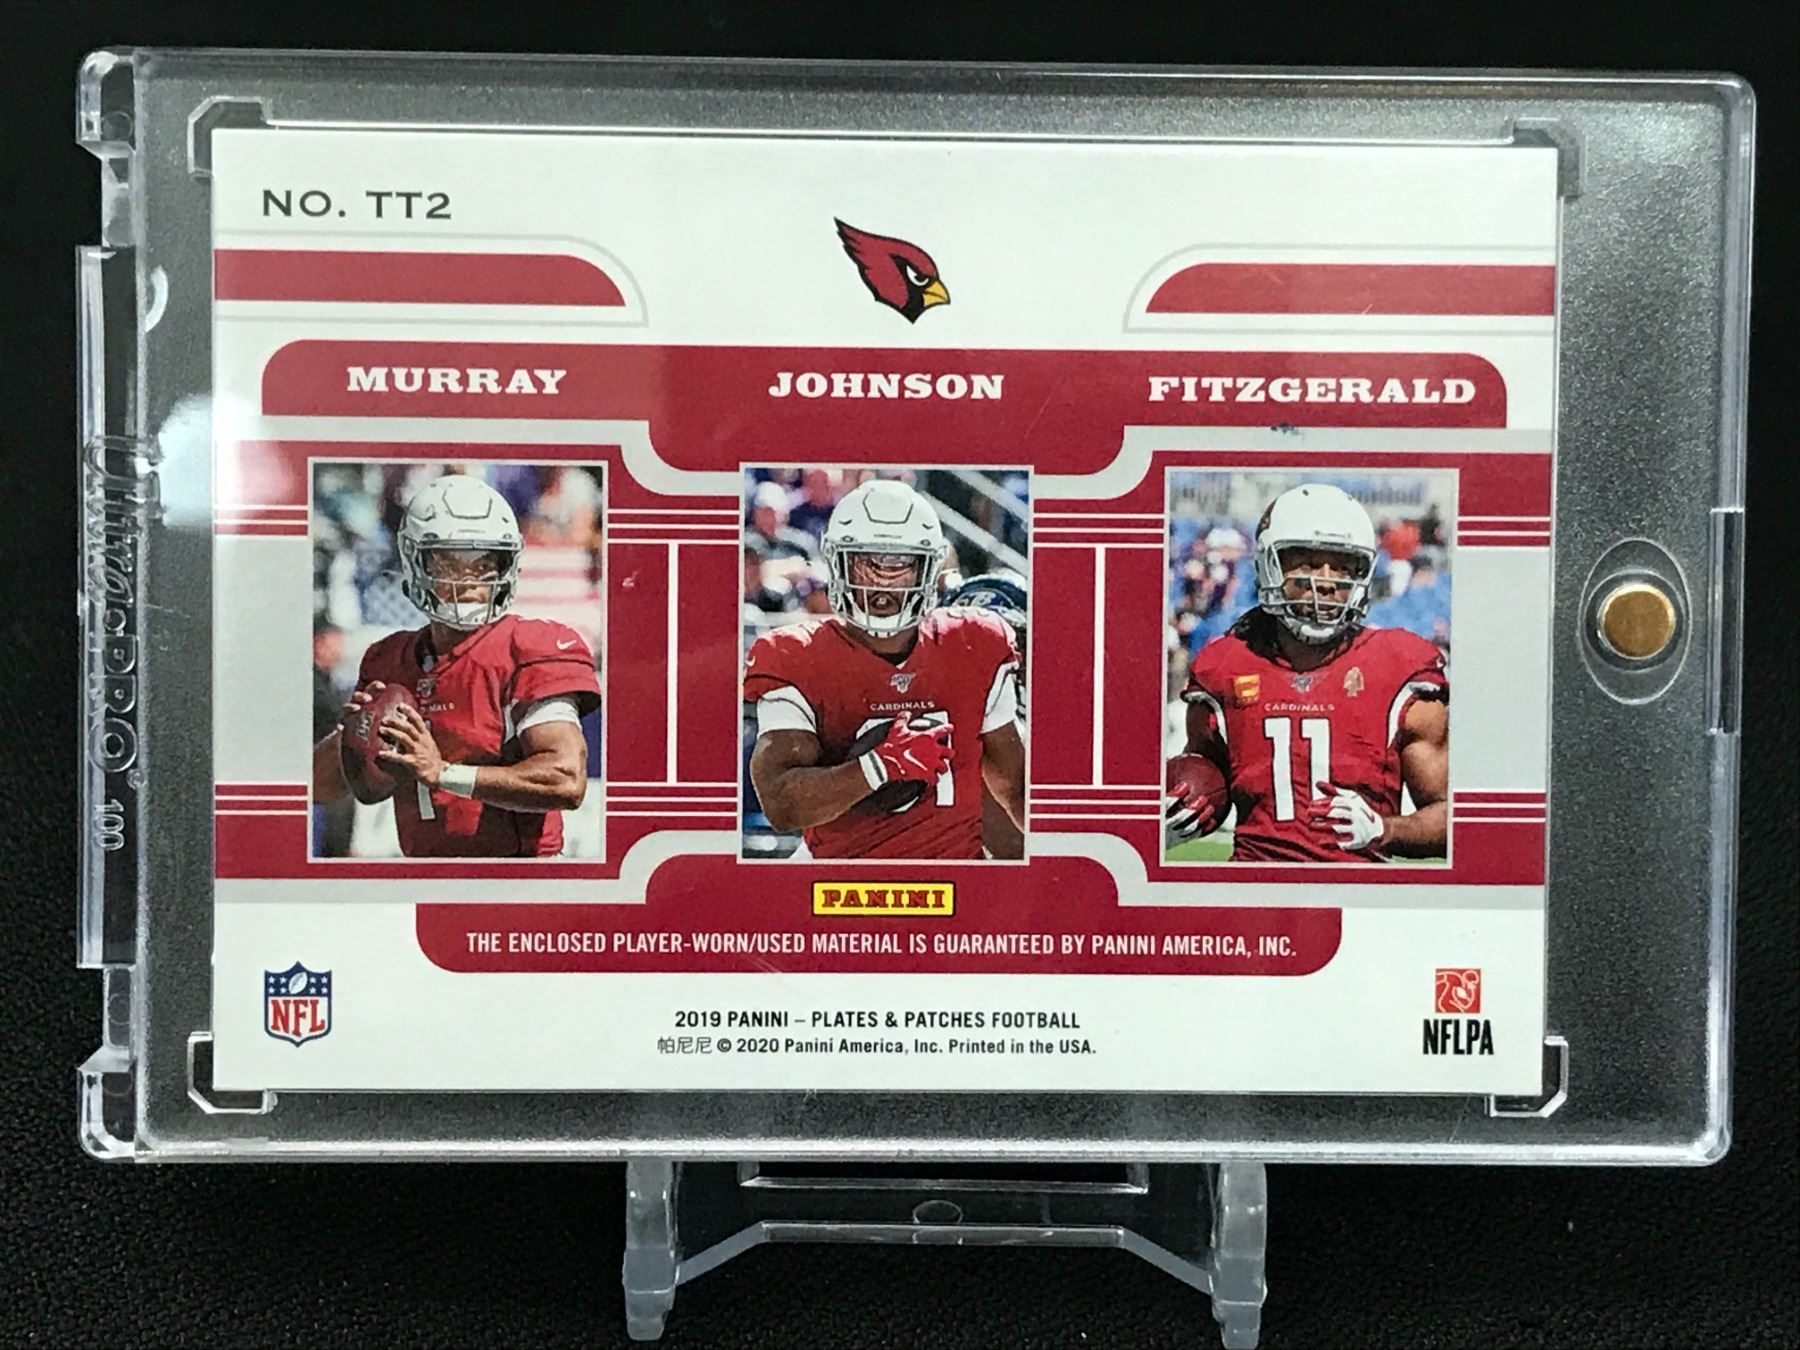 NO. TT2
MURRAY
JOHNSON
FITZGERALD
CARDINALS
CARDINALS
11
PANINI
THE ENCLOSED PLAYER-WORN/USED MATERIAL IS GUARANTEED BY PANINI AMERICA, INC.
NFL
2019 PANINI – PLATES & PATCHES FOOTBALL
帕尼尼 © 2020 Panini America, Inc. Printed in the USA.
NFLPA
Ultra•PRO® 100